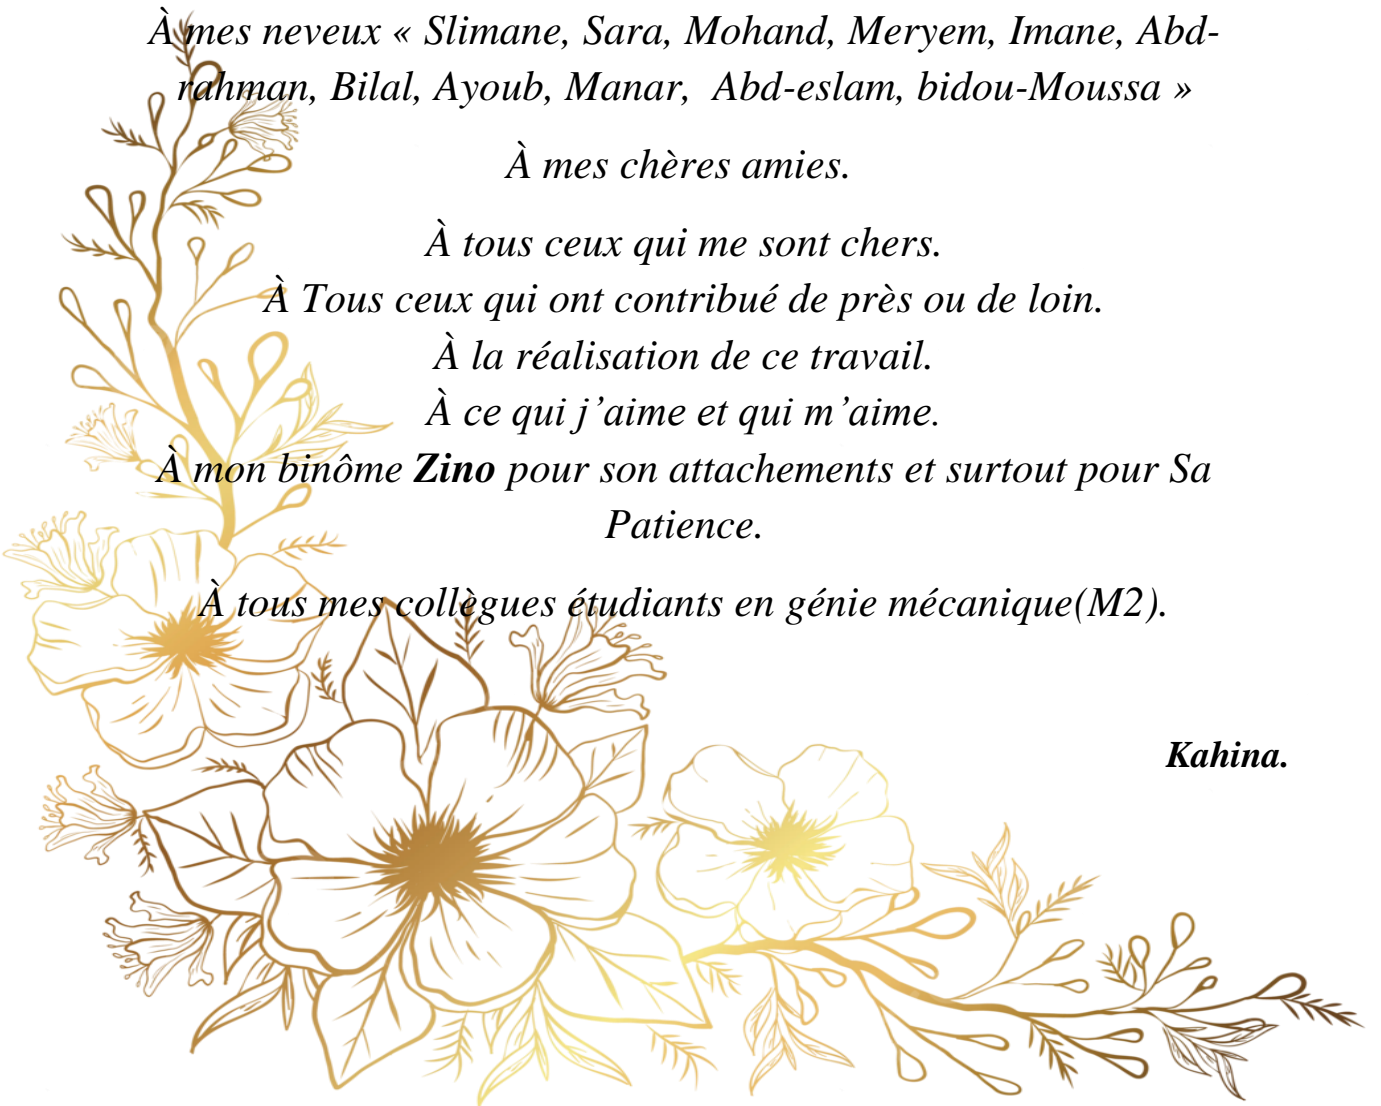 À mes neveux « Slimane, Sara, Mohand, Meryem, Imane, Abd-
rahman, Bilal, Ayoub, Manar, Abd-eslam, bidou-Moussa »
À mes chères amies.
À tous ceux qui me sont chers.
À Tous ceux qui ont contribué de près ou de loin.
À la réalisation de ce travail.
À ce qui j’aime et qui m’aime.
À mon binôme Zino pour son attachements et surtout pour Sa
Patience.
À tous mes collègues étudiants en génie mécanique(M2).
Kahina.